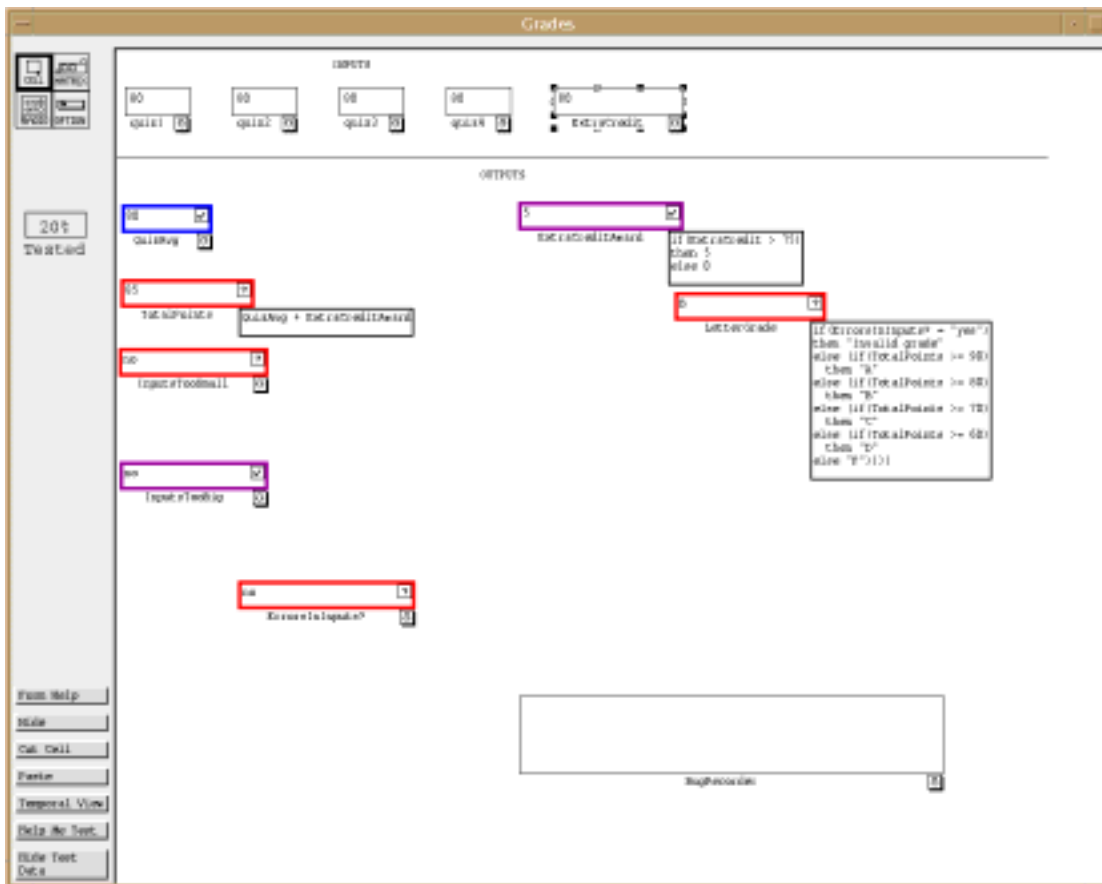 Grades
CELL
MATRIX
OPTION
INPUTS
80
80
80
80
80
quiz1
quiz2
quiz3
quiz4
ExtraCredit
OUTPUTS
20%
Tested
80
QuizAvg
5
ExtraCreditAward
if(ExtraCredit > 75)
then 5
else 0
85
TotalPoints
QuizAvg + ExtraCreditAward
LetterGrade
if(ErrorsInInputs? = "yes")
then "Invalid grade"
else (if(TotalPoints >= 90)
then "A"
else (if(TotalPoints >= 80)
then "B"
else (if(TotalPoints >= 70)
then "C"
else (if(TotalPoints >= 60)
then "D"
else "F"))))
no
InputsTooSmall
no
InputsTooBig
no
ErrorsInInputs?
BugRecorder
Form Help
Hide
Cut Cell
Paste
Temporal View
Help Me Test
Hide Test
Data